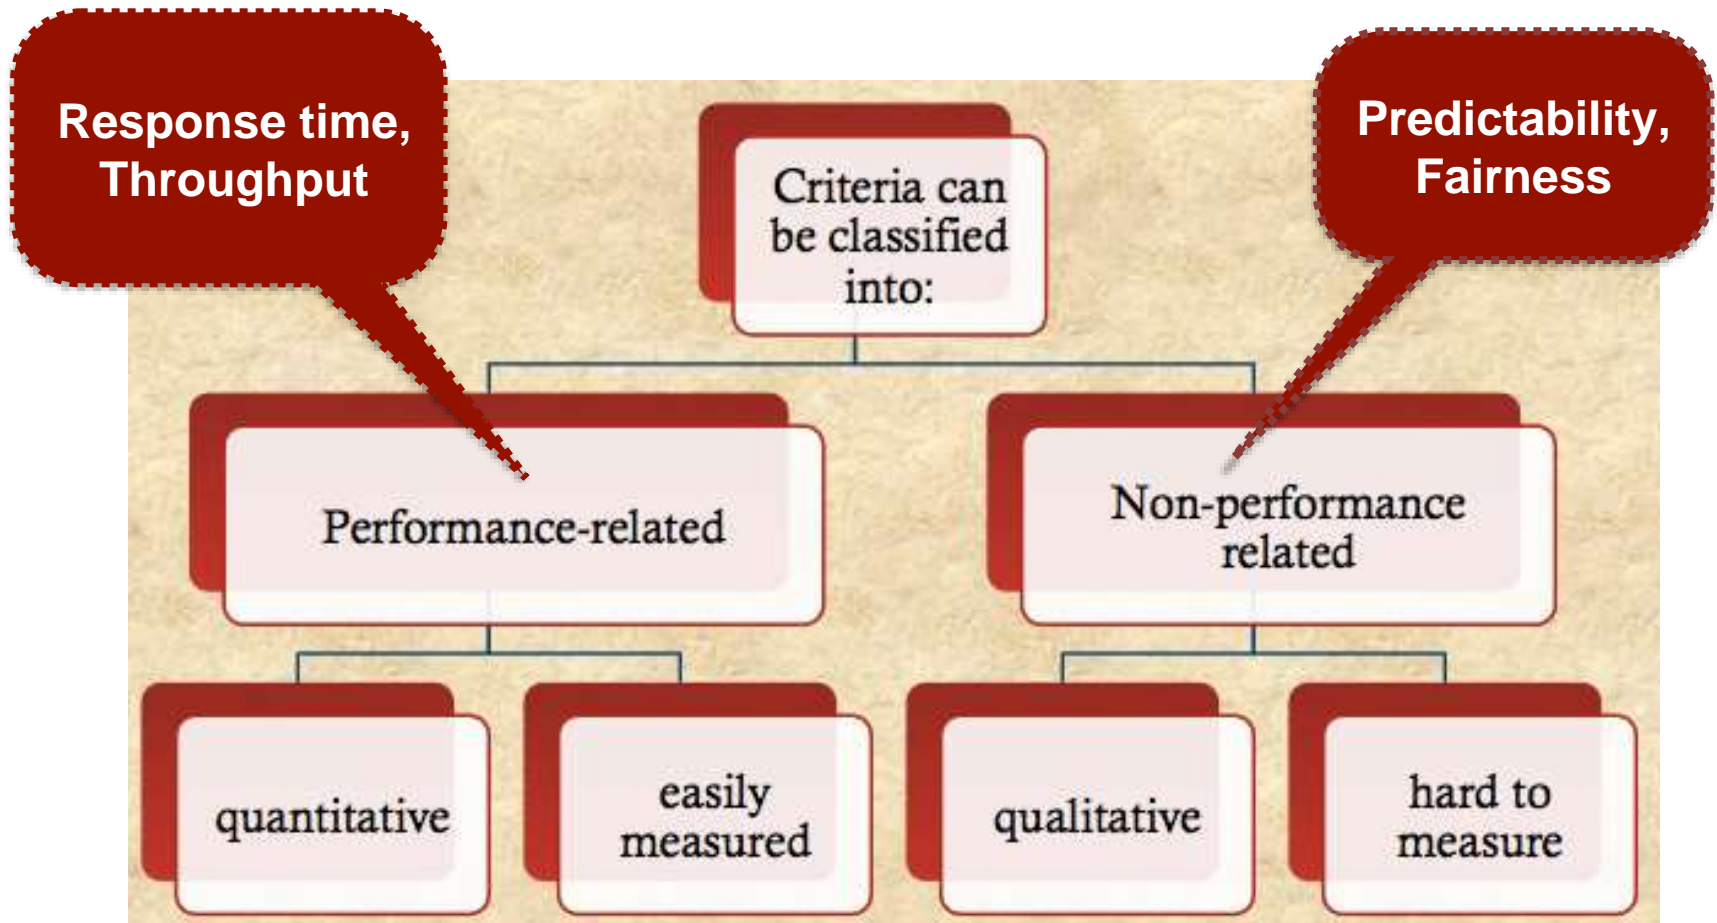 Response time,
Throughput
Predictability,
Fairness
Criteria can
be classified
into:
Performance-related
Non-performance
related
quantitative
easily
measured
qualitative
hard to
measure